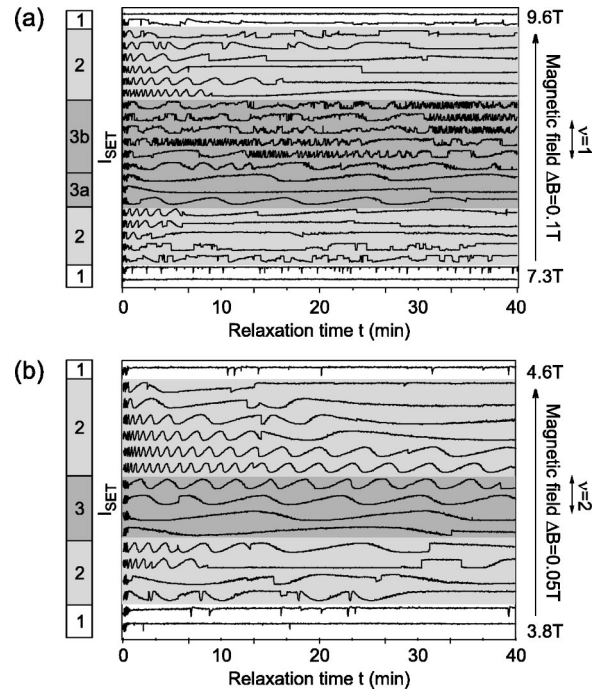 (a)
1
2
3b
3a
2
1
I_SET
9.6T
Magnetic field ΔB=0.1T
ν=1
7.3T
0 10 20 30 40
Relaxation time t (min)
(b)
1
2
3
2
1
I_SET
4.6T
Magnetic field ΔB=0.05T
ν=2
3.8T
0 10 20 30 40
Relaxation time t (min)